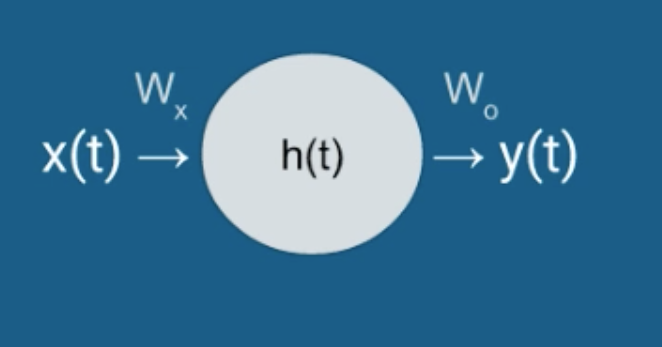 Wx Wo
x(t) → h(t) → y(t)